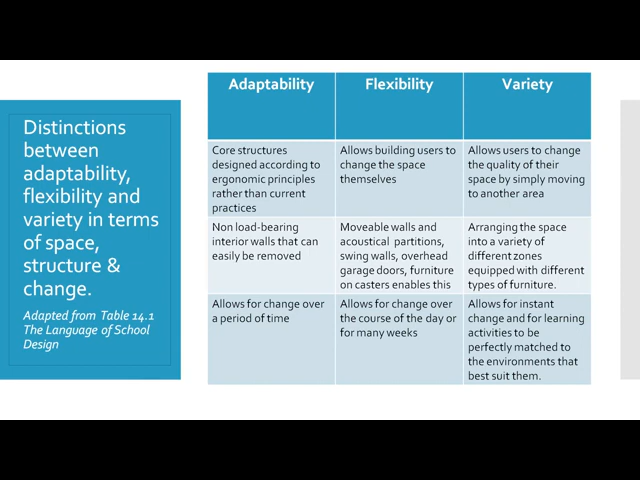 Distinctions
between
adaptability,
flexibility and
variety in terms
of space,
structure &
change.
Adapted from Table 14.1
The Language of School
Design
Adaptability
Flexibility
Variety
Core structures
designed according to
ergonomic principles
rather than current
practices
Allows building users to
change the space
themselves
Allows users to change
the quality of their
space by simply moving
to another area
Non load-bearing
interior walls that can
easily be removed
Moveable walls and
acoustical partitions,
swing walls, overhead
garage doors, furniture
on casters enables this
Arranging the space
into a variety of
different zones
equipped with different
types of furniture.
Allows for change over
a period of time
Allows for change over
the course of the day or
for many weeks
Allows for instant
change and for learning
activities to be
perfectly matched to
the environments that
best suit them.